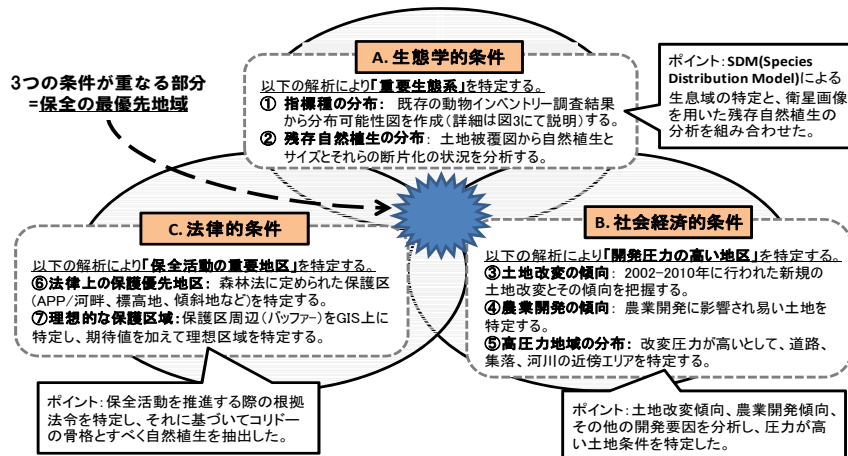 A. 生態学的条件
以下の解析により「重要生態系」を特定する。
① 指標種の分布： 既存の動物インベントリー調査結果
から分布可能性図を作成（詳細は図3にて説明）する。
② 残存自然植生の分布： 土地被覆図から自然植生と
サイズとそれらの断片化の状況を分析する。
ポイント：SDM(Species
Distribution Model)による
生息域の特定と、衛星画像
を用いた残存自然植生の
分析を組み合わせた。
3つの条件が重なる部分
=保全の最優先地域
C. 法律的条件
以下の解析により「保全活動の重要地区」を特定する。
⑥法律上の保護優先地区： 森林法に定められた保護区
(APP/河畔、標高地、傾斜地など)を特定する。
⑦理想的な保護区域：保護区周辺（バッファー）をGIS上に
特定し、期待値を加えて理想区域を特定する。
ポイント：保全活動を推進する際の根拠
法令を特定し、それに基づいてコリドー
の骨格とすべく自然植生を抽出した。
B. 社会経済的条件
以下の解析により「開発圧力の高い地区」を特定する。
③土地改変の傾向： 2002-2010年に行われた新規の
土地改変とその傾向を把握する。
④農業開発の傾向： 農業開発に影響され易い土地を
特定する。
⑤高圧力地域の分布： 改変圧力が高いとして、道路、
集落、河川の近傍エリアを特定する。
ポイント：土地改変傾向、農業開発傾向、
その他の開発要因を分析し、圧力が高
い土地条件を特定した。